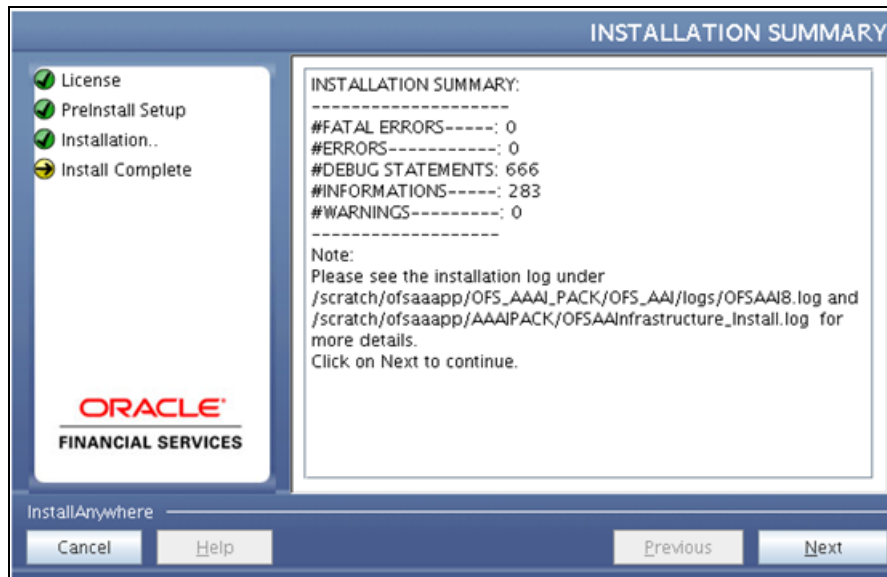 INSTALLATION SUMMARY
License
PreInstall Setup
Installation..
Install Complete
ORACLE
FINANCIAL SERVICES
INSTALLATION SUMMARY:
--------------------
#FATAL ERRORS-----: 0
#ERRORS-----------: 0
#DEBUG STATEMENTS: 666
#INFORMATIONS-----: 283
#WARNINGS---------: 0
-------------------
Note:
Please see the installation log under
/scratch/ofsaaapp/OFS_AAAI_PACK/OFS_AAI/logs/OFSAAI8.log and
/scratch/ofsaaapp/AAAIPACK/OFSAAInfrastructure_Install.log for
more details.
Click on Next to continue.
InstallAnywhere
Cancel
Help
Previous
Next